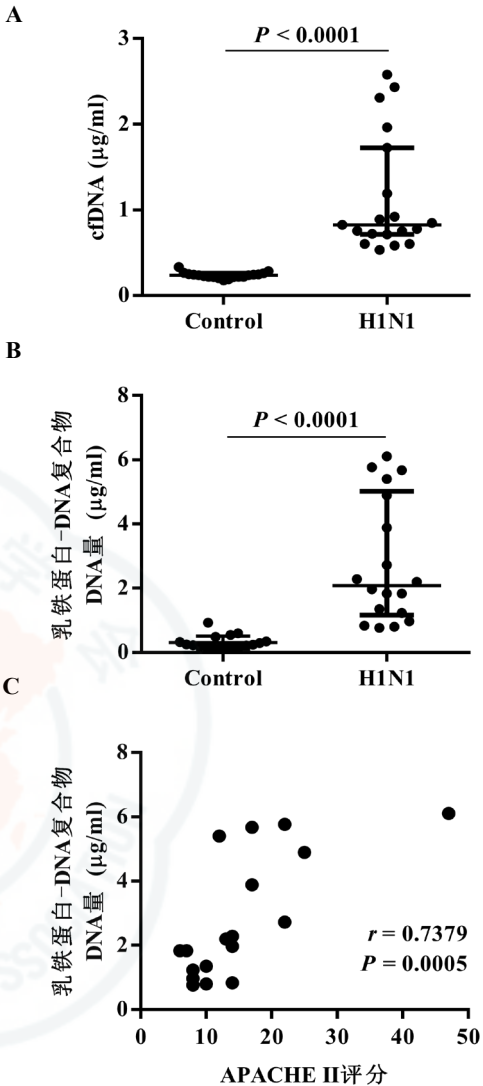 A
3
P < 0.0001
2
cfDNA (μg/ml)
1
0
Control
H1N1
B
8
P < 0.0001
6
乳铁蛋白-DNA复合物
DNA量 (μg/ml)
4
2
0
Control
H1N1
C
8
6
乳铁蛋白-DNA复合物
DNA量 (μg/ml)
4
r = 0.7379
2
P = 0.0005
0
0 10 20 30 40 50
APACHE II评分